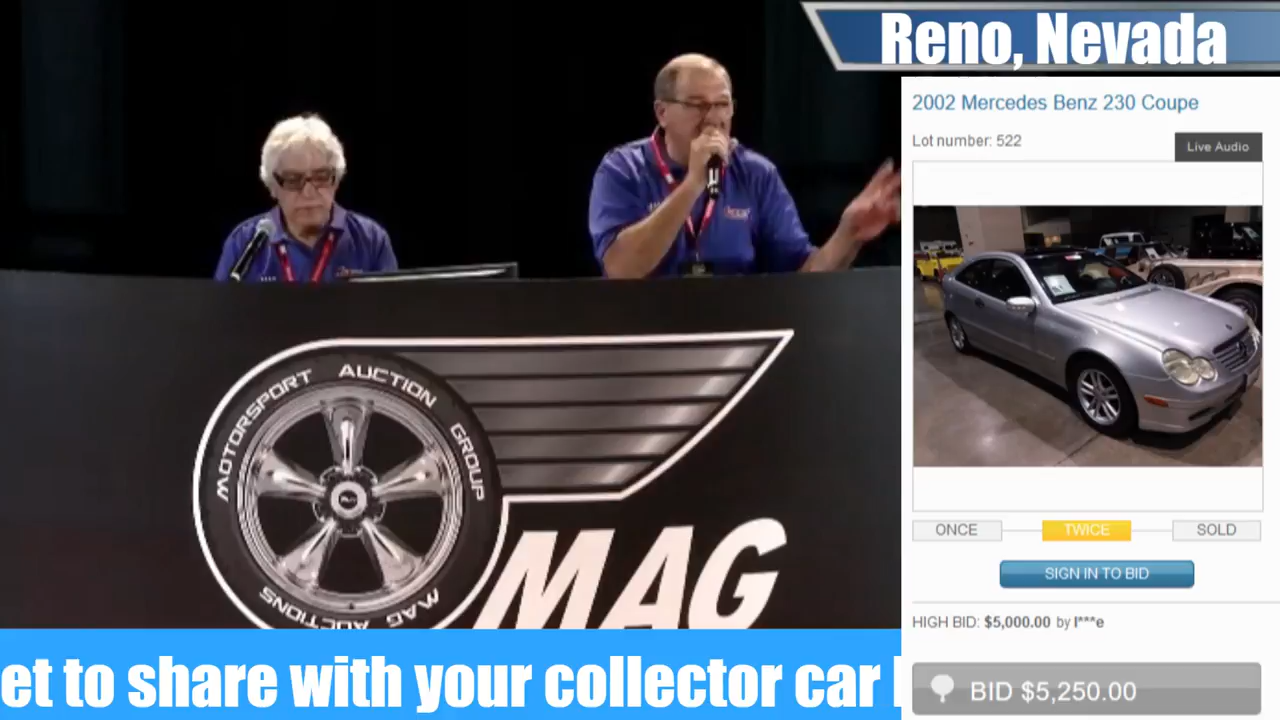 Reno, Nevada
2002 Mercedes Benz 230 Coupe
Lot number: 522
Live Audio
ONCE
TWICE
SOLD
SIGN IN TO BID
HIGH BID: $5,000.00 by l***e
BID $5,250.00
MOTORSPORT AUCTION GROUP
MAG AUCTIONS
MAG
et to share with your collector car